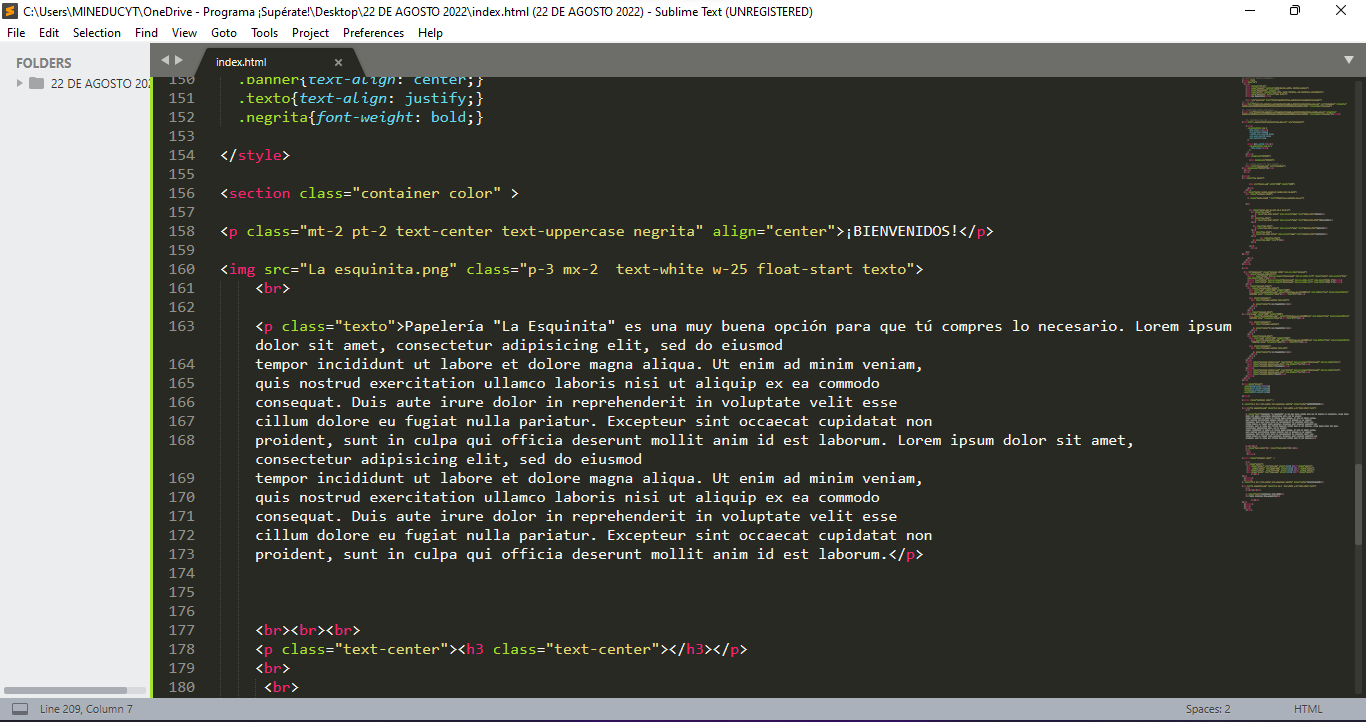 C:\Users\MINEDUCYT\OneDrive - Programa ¡Supérate!\Desktop\22 DE AGOSTO 2022\index.html (22 DE AGOSTO 2022) - Sublime Text (UNREGISTERED)
File Edit Selection Find View Goto Tools Project Preferences Help
FOLDERS
22 DE AGOSTO 202
index.html
150 .banner{text-align: center;}
151 .texto{text-align: justify;}
152 .negrita{font-weight: bold;}
153
154 </style>
155
156 <section class="container color" >
157
158 <p class="mt-2 pt-2 text-center text-uppercase negrita" align="center">¡BIENVENIDOS!</p>
159
160 <img src="La esquinita.png" class="p-3 mx-2  text-white w-25 float-start texto">
161 <br>
162
163 <p class="texto">Papelería "La Esquinita" es una muy buena opción para que tú compres lo necesario. Lorem ipsum
dolor sit amet, consectetur adipisicing elit, sed do eiusmod
164 tempor incididunt ut labore et dolore magna aliqua. Ut enim ad minim veniam,
165 quis nostrud exercitation ullamco laboris nisi ut aliquip ex ea commodo
166 consequat. Duis aute irure dolor in reprehenderit in voluptate velit esse
167 cillum dolore eu fugiat nulla pariatur. Excepteur sint occaecat cupidatat non
168 proident, sunt in culpa qui officia deserunt mollit anim id est laborum. Lorem ipsum dolor sit amet,
consectetur adipisicing elit, sed do eiusmod
169 tempor incididunt ut labore et dolore magna aliqua. Ut enim ad minim veniam,
170 quis nostrud exercitation ullamco laboris nisi ut aliquip ex ea commodo
171 consequat. Duis aute irure dolor in reprehenderit in voluptate velit esse
172 cillum dolore eu fugiat nulla pariatur. Excepteur sint occaecat cupidatat non
173 proident, sunt in culpa qui officia deserunt mollit anim id est laborum.</p>
174
175
176
177 <br><br><br>
178 <p class="text-center"><h3 class="text-center"></h3></p>
179 <br>
180 <br>
Line 209, Column 7
Spaces: 2
HTML